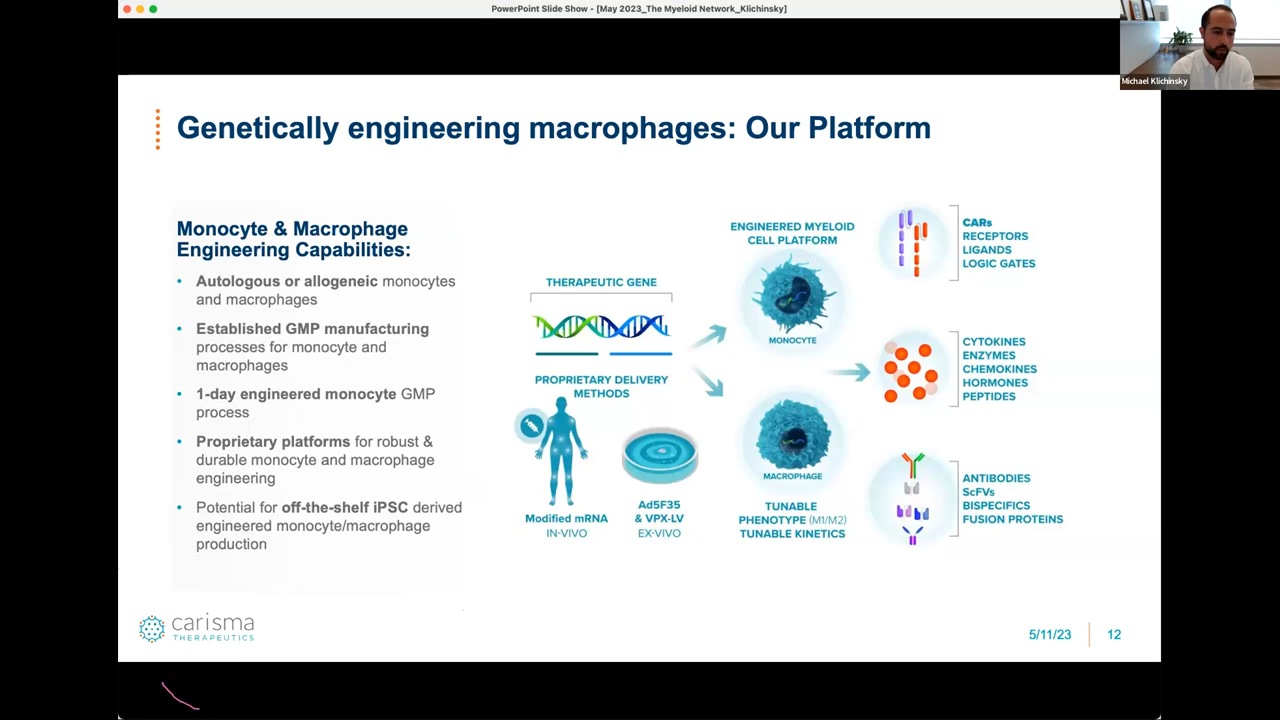 PowerPoint Slide Show - [May 2023_The Myeloid Network_Klichinsky]
Michael Klichinsky
Genetically engineering macrophages: Our Platform
Monocyte & Macrophage
Engineering Capabilities:
• Autologous or allogeneic monocytes
and macrophages
• Established GMP manufacturing
processes for monocyte and
macrophages
• 1-day engineered monocyte GMP
process
• Proprietary platforms for robust &
durable monocyte and macrophage
engineering
• Potential for off-the-shelf iPSC derived
engineered monocyte/macrophage
production
THERAPEUTIC GENE
PROPRIETARY DELIVERY
METHODS
Modified mRNA
IN-VIVO
Ad5F35
& VPX-LV
EX-VIVO
ENGINEERED MYELOID
CELL PLATFORM
MONOCYTE
MACROPHAGE
TUNABLE
PHENOTYPE (M1/M2)
TUNABLE KINETICS
CARs
RECEPTORS
LIGANDS
LOGIC GATES
CYTOKINES
ENZYMES
CHEMOKINES
HORMONES
PEPTIDES
ANTIBODIES
ScFVs
BISPECIFICS
FUSION PROTEINS
carisma
THERAPEUTICS
5/11/23
12